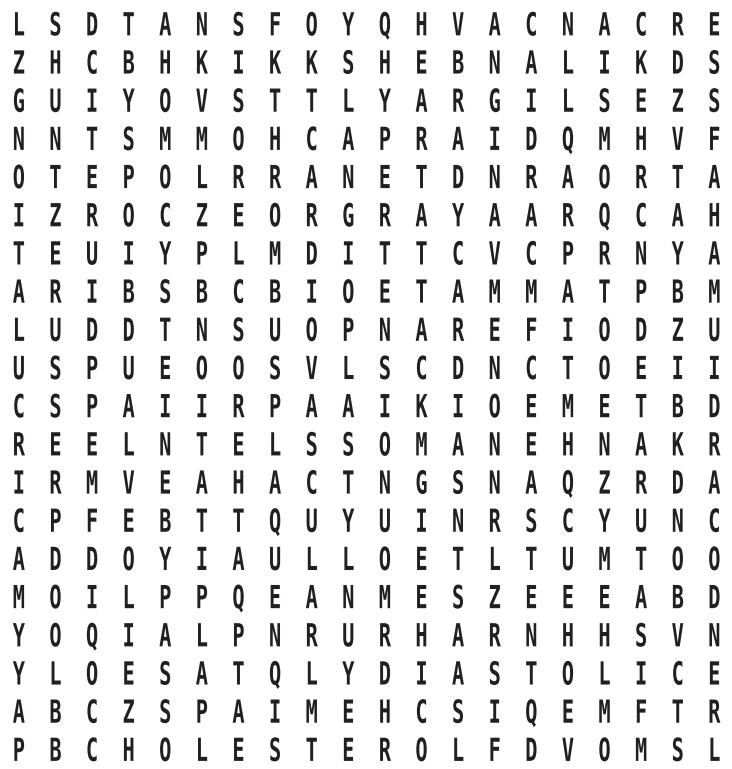 L S D T A N S F O Y Q H V A C N A C R E
Z H C B H K I K K S H E B N A L I K D S
G U I Y O V S T T L Y A R G I L S E Z S
N N T S M M O H C A P R A I D Q M H V F
O T E P O L R R A N E T D N R A O R T A
I Z R O C Z E O R G R A Y A A R Q C A H
T E U I Y P L M D I T T C V C P R N Y A
A R I B S B C B I O E T A M M A T P B M
L U D D T N S U O P N A R E F I O D Z U
U S P U E O O S V L S C D N C T O E I I
C S P A I I R P A A I K I O E M E T B D
R E E L N T E L S S O M A N E H N A K R
I R M V E A H A C T N G S N A Q Z R D A
C P F E B T T Q U Y U I N R S C Y U N C
A D D O Y I A U L L O E T L T U M T O O
M O I L P P Q E A N M E S Z E E E A B D
Y O Q I A L P N R U R H A R N H H S V N
Y L O E S A T Q L Y D I A S T O L I C E
A B C Z S P A I M E H C S I Q E M F T R
P B C H O L E S T E R O L F D V O M S L